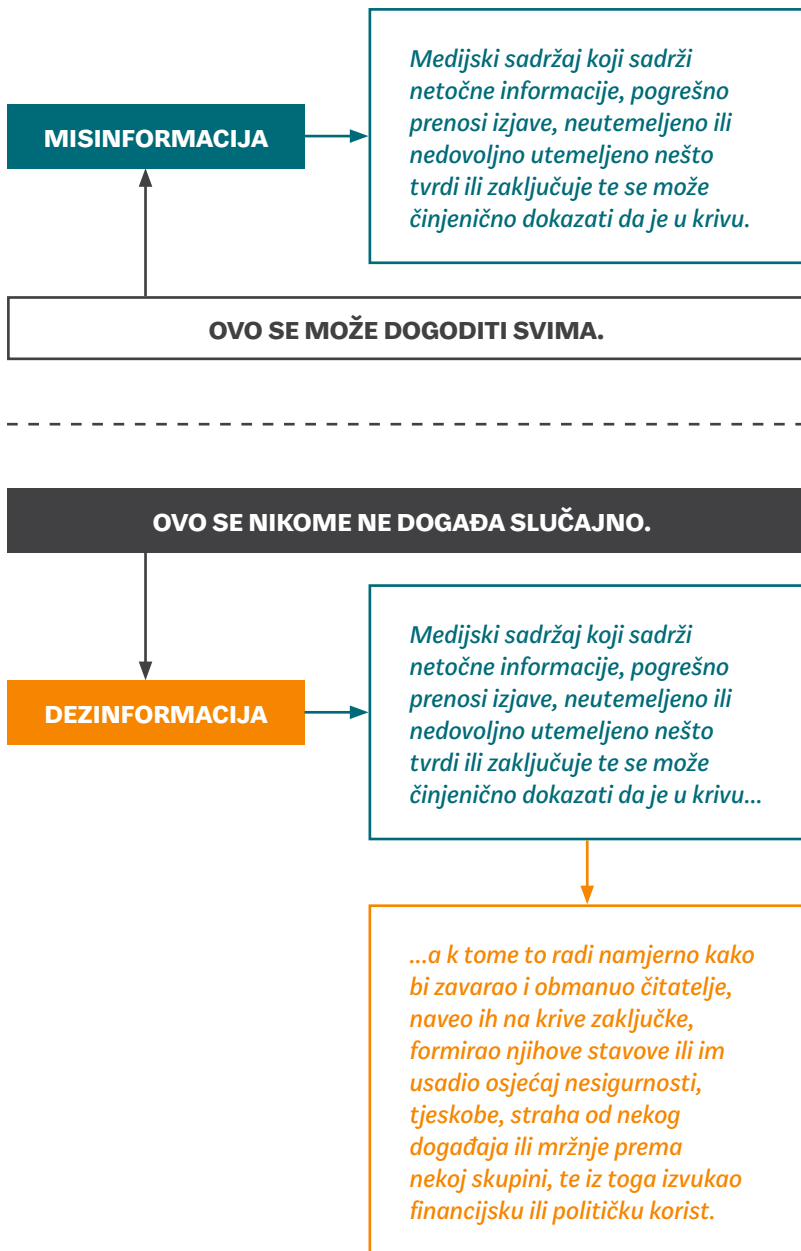 Medijski sadržaj koji sadrži
netočne informacije, pogrešno
prenosi izjave, neutemeljeno ili
nedovoljno utemeljeno nešto
tvrdi ili zaključuje te se može
činjenično dokazati da je u krivu.
MISINFORMACIJA
OVO SE MOŽE DOGODITI SVIMA.
OVO SE NIKOME NE DOGAĐA SLUČAJNO.
Medijski sadržaj koji sadrži
netočne informacije, pogrešno
prenosi izjave, neutemeljeno ili
nedovoljno utemeljeno nešto
tvrdi ili zaključuje te se može
činjenično dokazati da je u krivu...
DEZINFORMACIJA
...a k tome to radi namjerno kako
bi zavarao i obmanuo čitatelje,
naveo ih na krive zaključke,
formirao njihove stavove ili im
usadio osjećaj nesigurnosti,
tjeskobe, straha od nekog
događaja ili mržnje prema
nekoj skupini, te iz toga izvukao
financijsku ili političku korist.